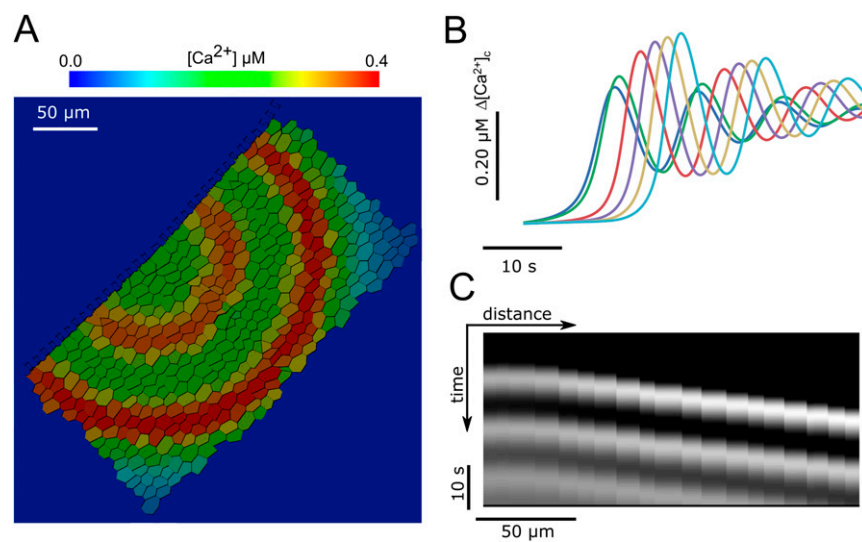 A
[Ca²⁺] µM
0.0
0.4
50 µm
B
0.20 µM Δ[Ca²⁺]c
10 s
C
distance
time
10 s
50 µm